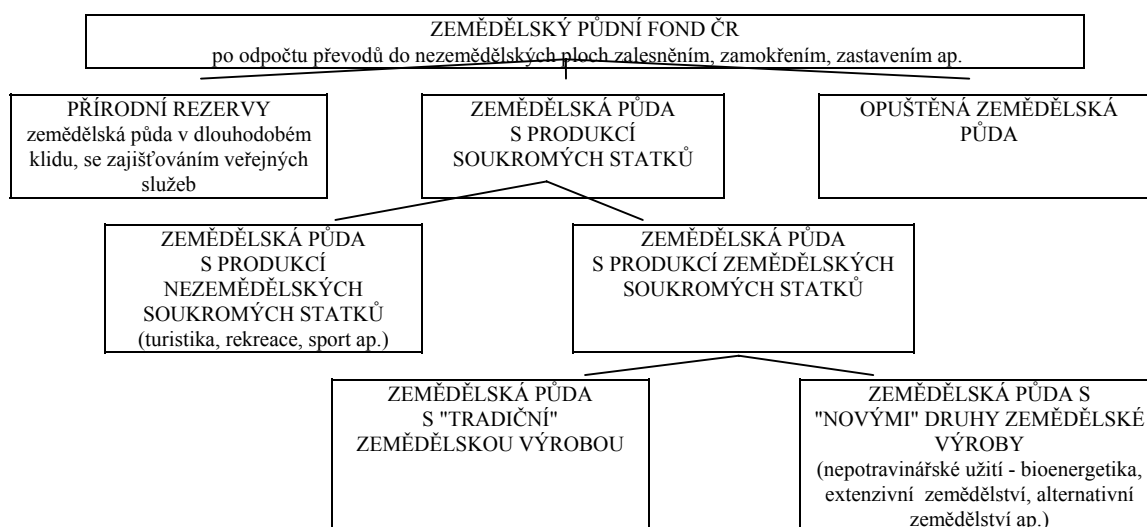 ZEMĚDĚLSKÝ PŮDNÍ FOND ČR
po odpočtu převodů do nezemědělských ploch zalesněním, zamokřením, zastavením ap.
PŘÍRODNÍ REZERVY
zemědělská půda v dlouhodobém
klidu, se zajišťováním veřejných
služeb
ZEMĚDĚLSKÁ PŮDA
S PRODUKCÍ
SOUKROMÝCH STATKŮ
OPUŠTĚNÁ ZEMĚDĚLSKÁ
PŮDA
ZEMĚDĚLSKÁ PŮDA
S PRODUKCÍ
NEZEMĚDĚLSKÝCH
SOUKROMÝCH STATKŮ
(turistika, rekreace, sport ap.)
ZEMĚDĚLSKÁ PŮDA
S PRODUKCÍ ZEMĚDĚLSKÝCH
SOUKROMÝCH STATKŮ
ZEMĚDĚLSKÁ PŮDA
S "TRADIČNÍ"
ZEMĚDĚLSKOU VÝROBOU
ZEMĚDĚLSKÁ PŮDA S
"NOVÝMI" DRUHY ZEMĚDĚLSKÉ
VÝROBY
(nepotravinářské užití - bioenergetika,
extenzivní zemědělství, alternativní
zemědělství ap.)